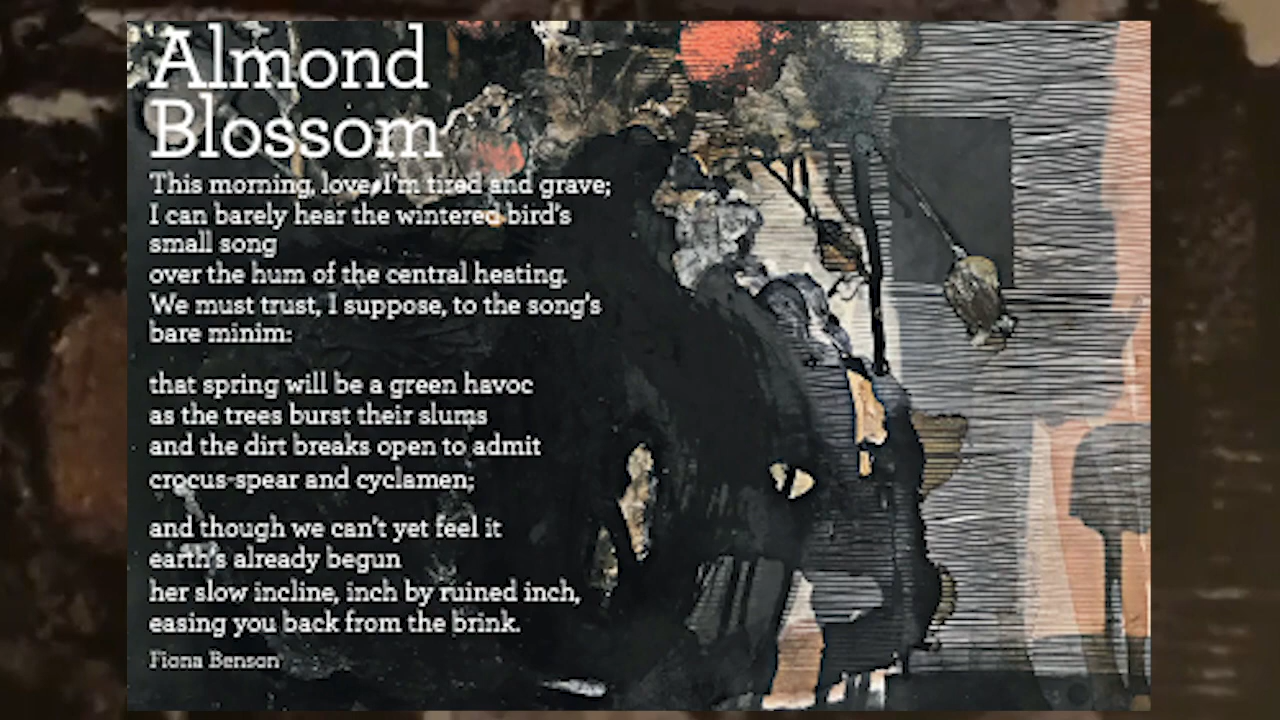 Almond
Blossom
This morning, love, I'm tired and grave;
I can barely hear the wintered bird's
small song
over the hum of the central heating.
We must trust, I suppose, to the song's
bare minim:
that spring will be a green havoc
as the trees burst their slums
and the dirt breaks open to admit
crocus-spear and cyclamen;
and though we can't yet feel it
earth's already begun
her slow incline, inch by ruined inch,
easing you back from the brink.
Fiona Benson